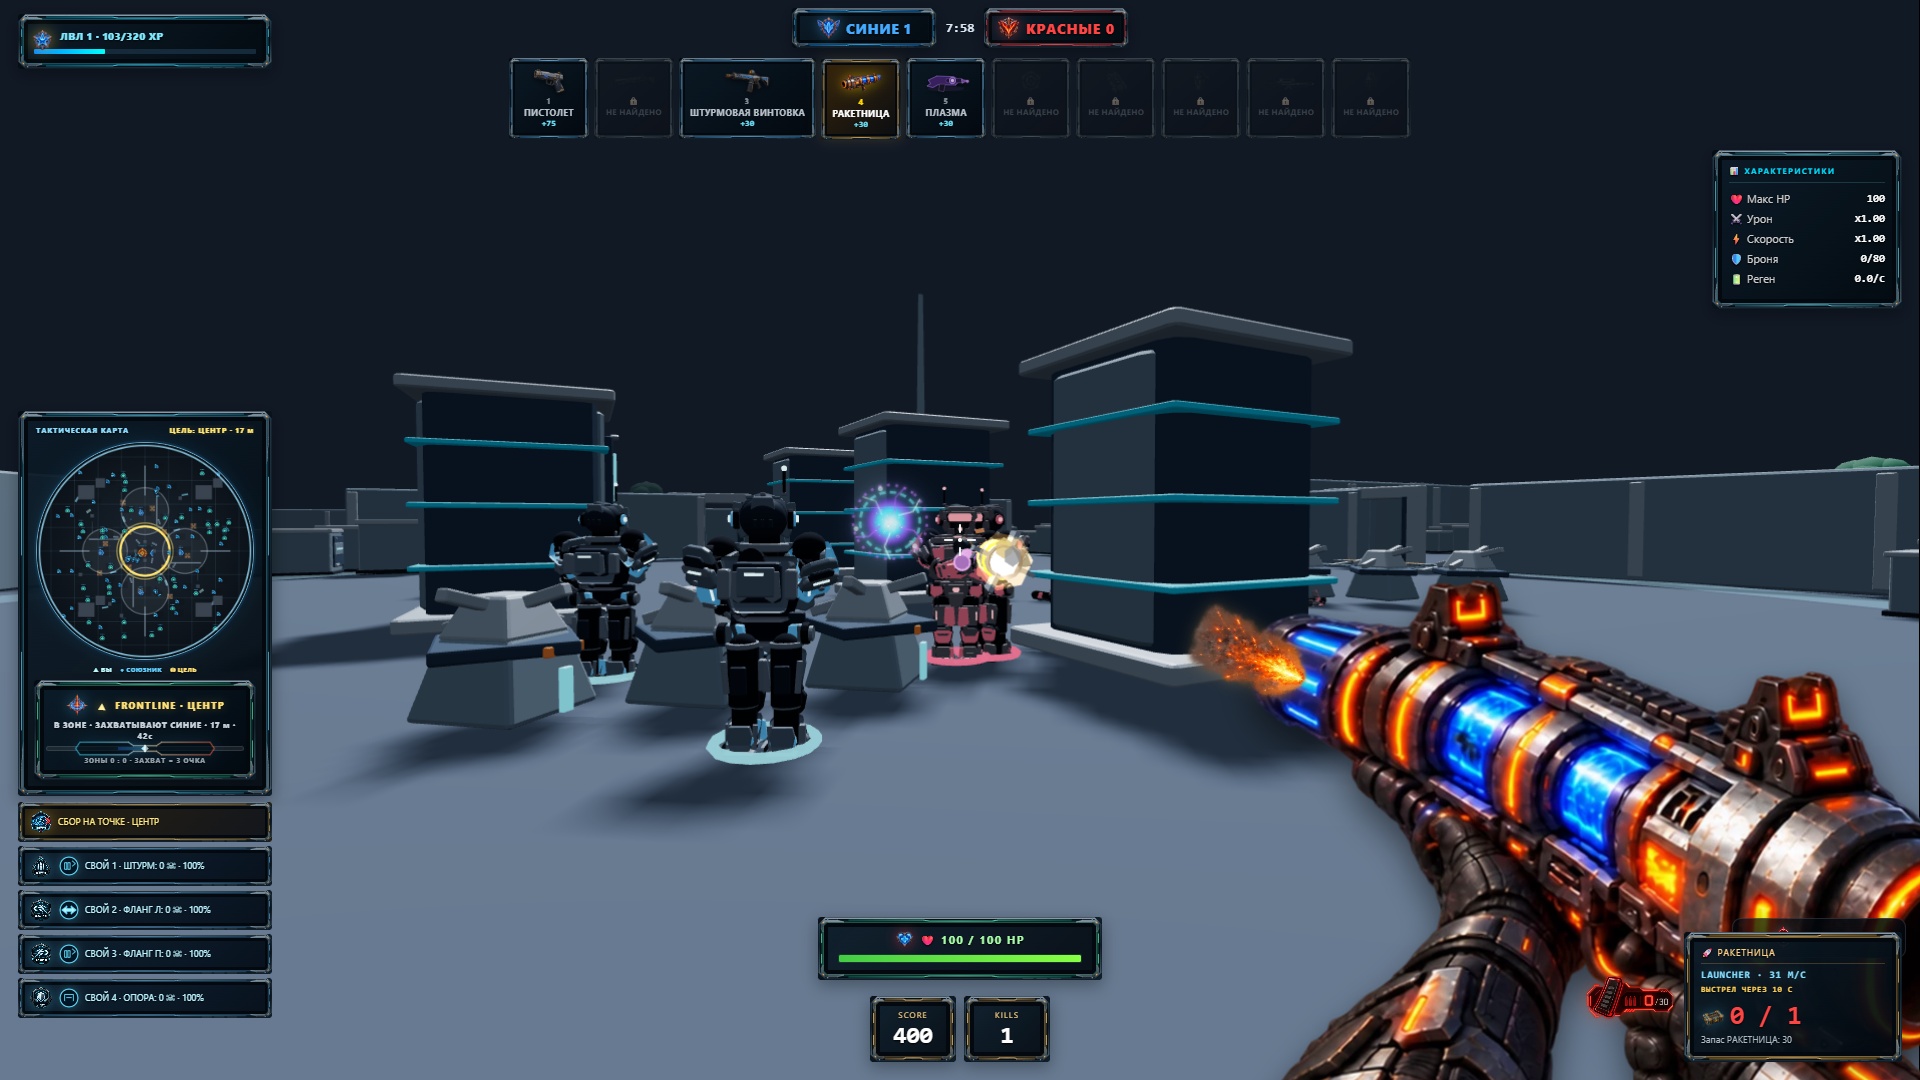 ЛВЛ 1 · 103/320 XP
СИНИЕ 1
7:58
КРАСНЫЕ 0
1
ПИСТОЛЕТ
+75
НЕ НАЙДЕНО
3
ШТУРМОВАЯ ВИНТОВКА
+30
4
РАКЕТНИЦА
+30
5
ПЛАЗМА
+30
НЕ НАЙДЕНО
НЕ НАЙДЕНО
НЕ НАЙДЕНО
НЕ НАЙДЕНО
НЕ НАЙДЕНО
ХАРАКТЕРИСТИКИ
Макс HP 100
Урон x1.00
Скорость x1.00
Броня 0/80
Реген 0.0/с
ТАКТИЧЕСКАЯ КАРТА
ЦЕЛЬ: ЦЕНТР · 17 м
▲ ВЫ
● СОЮЗНИК
ЦЕЛЬ
▲ FRONTLINE · ЦЕНТР
В ЗОНЕ · ЗАХВАТЫВАЮТ СИНИЕ · 17 м ·
42с
ЗОНЫ 0 : 0 · ЗАХВАТ = 3 ОЧКА
СБОР НА ТОЧКЕ · ЦЕНТР
СВОЙ 1 · ШТУРМ: 0 ☠ · 100%
СВОЙ 2 · ФЛАНГ Л: 0 ☠ · 100%
СВОЙ 3 · ФЛАНГ П: 0 ☠ · 100%
СВОЙ 4 · ОПОРА: 0 ☠ · 100%
100 / 100 HP
SCORE
400
KILLS
1
0/30
РАКЕТНИЦА
LAUNCHER · 31 М/С
ВЫСТРЕЛ ЧЕРЕЗ 10 С
0 / 1
Запас РАКЕТНИЦА: 30